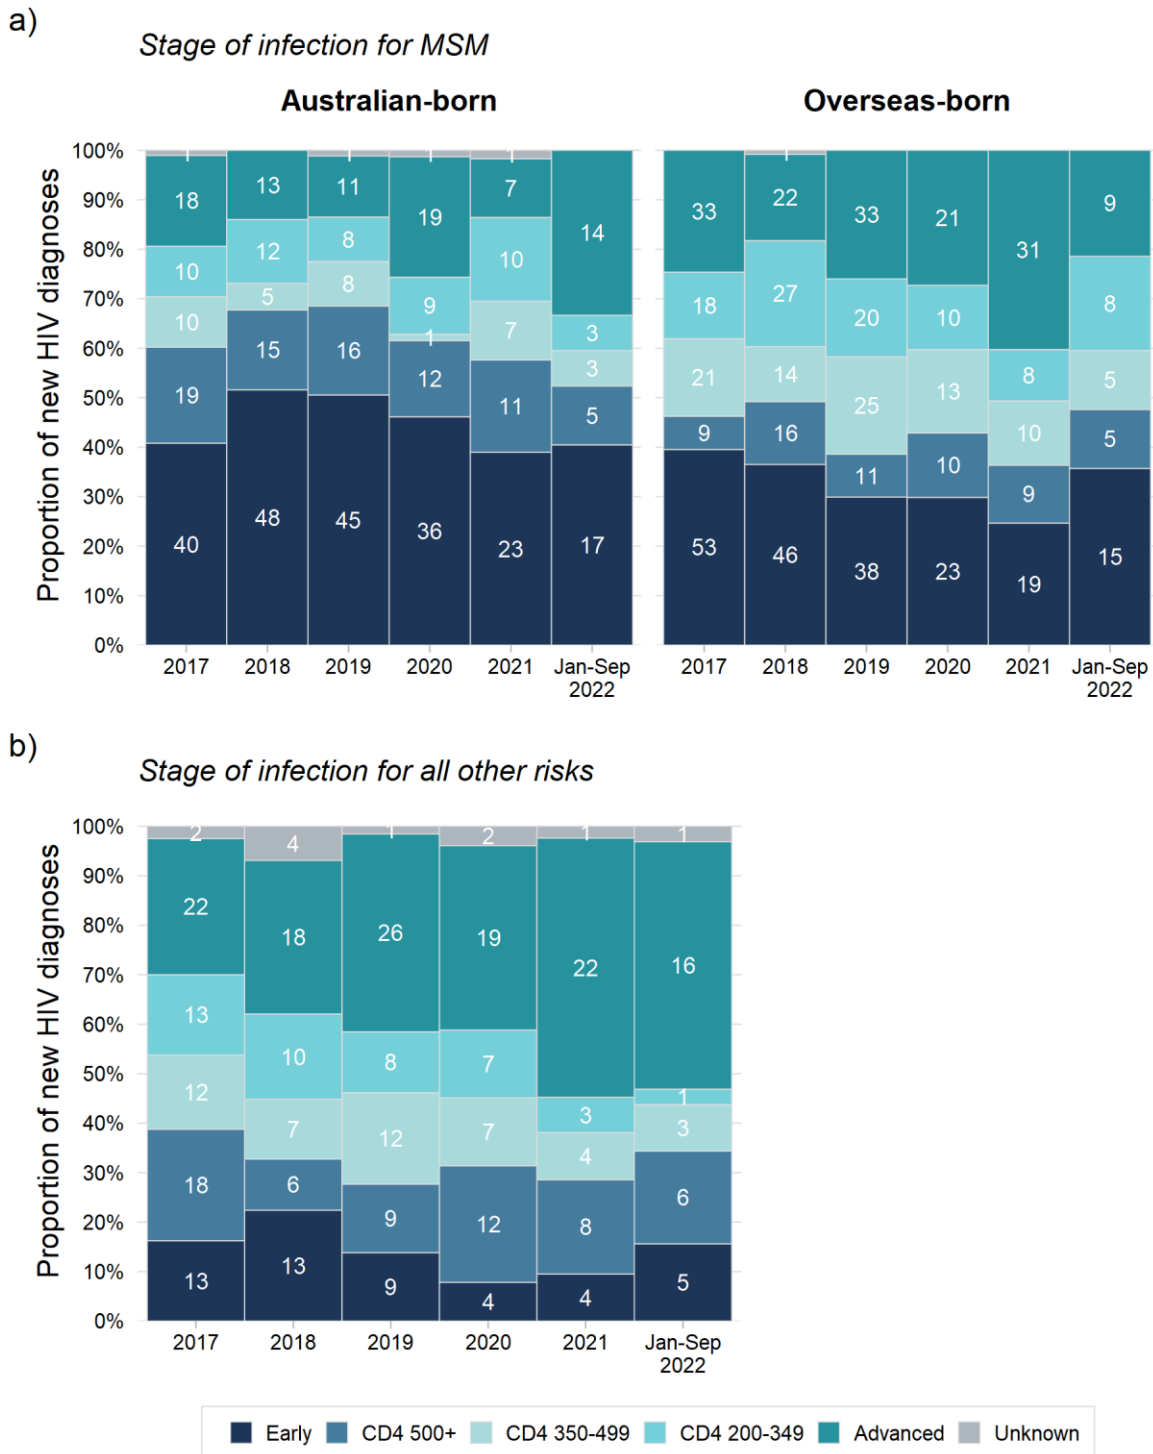 a)
Stage of infection for MSM
Australian-born
Overseas-born
Proportion of new HIV diagnoses
100%
90%
80%
70%
60%
50%
40%
30%
20%
10%
0%
1 1 1 1
18 13 11 19 7 14
10 12 8 9 10 3
10 5 8 1 7 3
19 15 16 12 11 5
40 48 45 36 23 17
2017 2018 2019 2020 2021 Jan-Sep
2022
1
33 22 33 21 31 9
18 27 20 10 8 8
21 14 25 13 10 5
9 16 11 10 9 5
53 46 38 23 19 15
2017 2018 2019 2020 2021 Jan-Sep
2022
b)
Stage of infection for all other risks
Proportion of new HIV diagnoses
100%
90%
80%
70%
60%
50%
40%
30%
20%
10%
0%
2 4 1 2 1 1
22 18 26 19 22 16
13 10 8 7 3 1
12 7 12 7 4 3
18 6 9 12 8 6
13 13 9 4 4 5
2017 2018 2019 2020 2021 Jan-Sep
2022
Early CD4 500+ CD4 350-499 CD4 200-349 Advanced Unknown